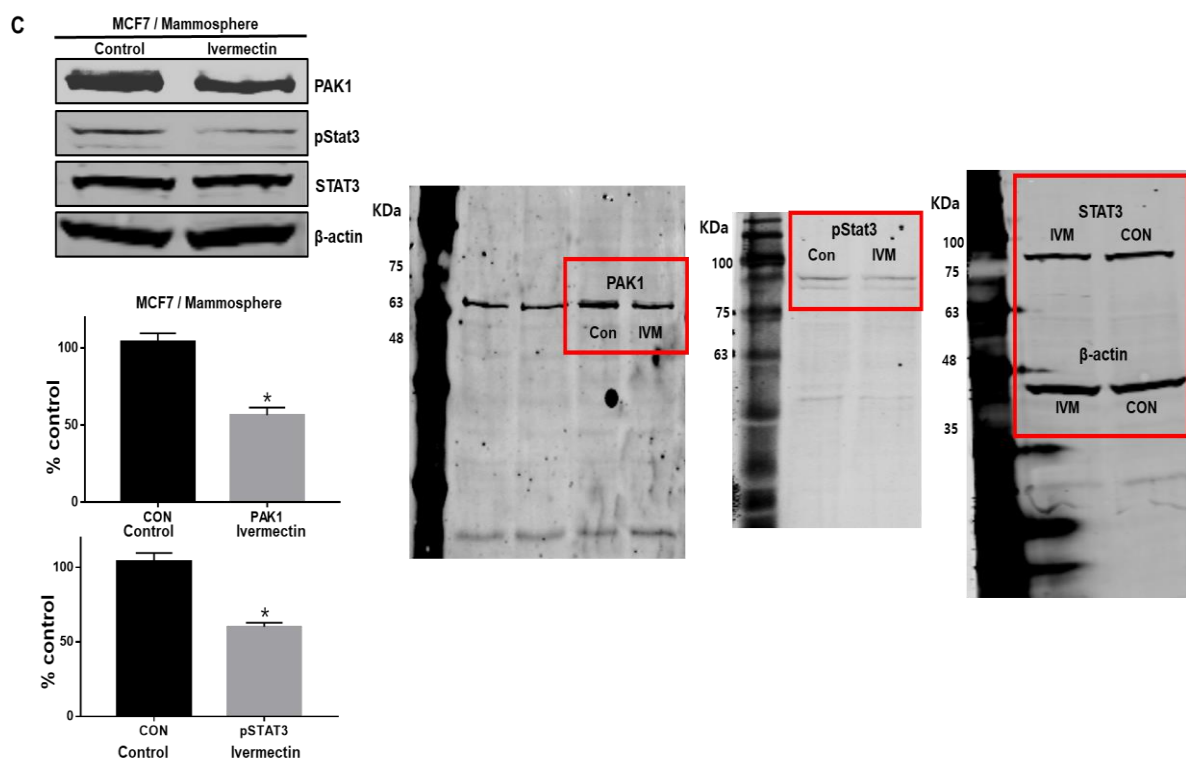 C
MCF7 / Mammosphere
Control Ivermectin
PAK1
pStat3
STAT3
β-actin
MCF7 / Mammosphere
% control
100
50
0
*
CON PAK1
Control Ivermectin
% control
100
50
0
*
CON pSTAT3
Control Ivermectin
KDa
75
63
48
PAK1
Con IVM
KDa
100
75
63
pStat3
Con IVM
KDa
100
75
63
48
35
STAT3
IVM CON
β-actin
IVM CON